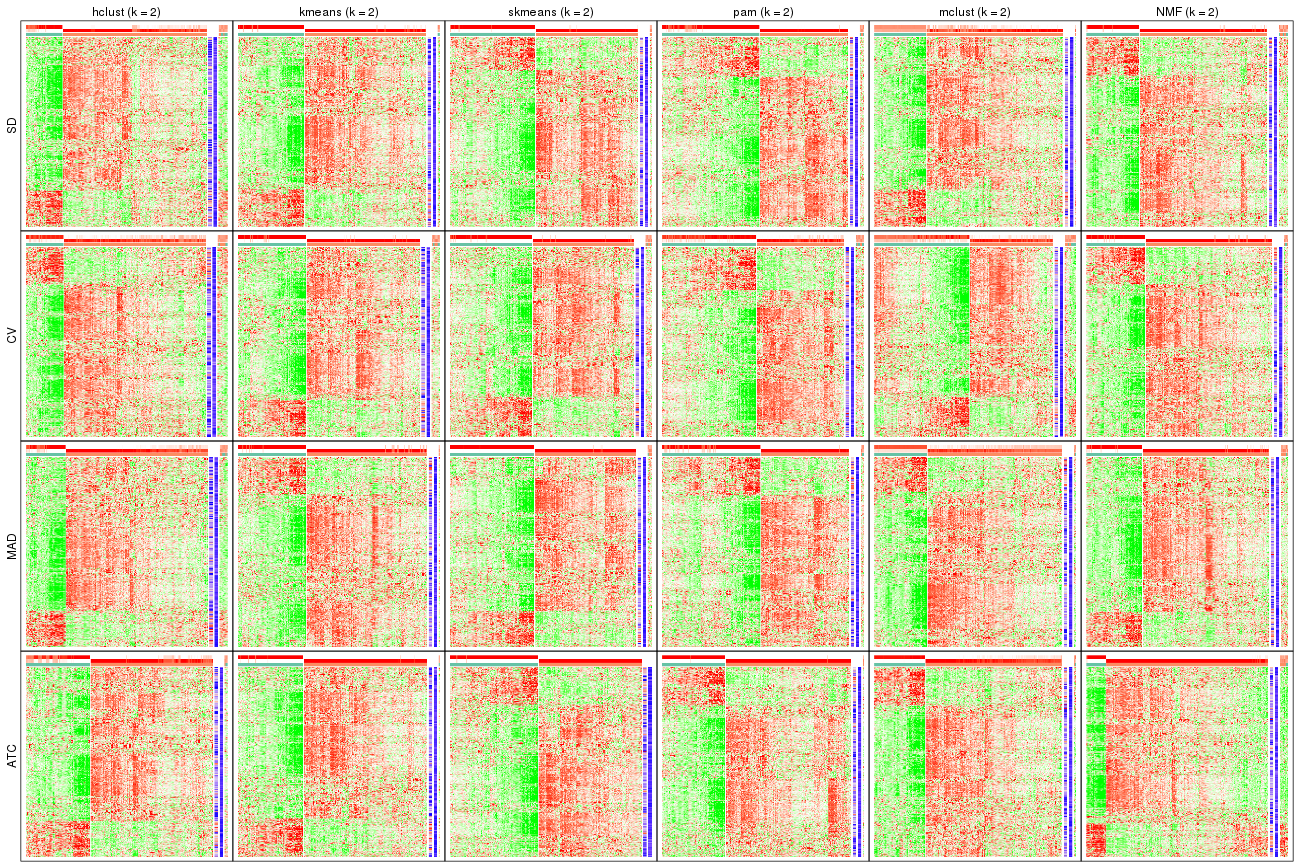 hclust (k = 2) kmeans (k = 2) skmeans (k = 2) pam (k = 2) mclust (k = 2) NMF (k = 2)
SD
CV
MAD
ATC